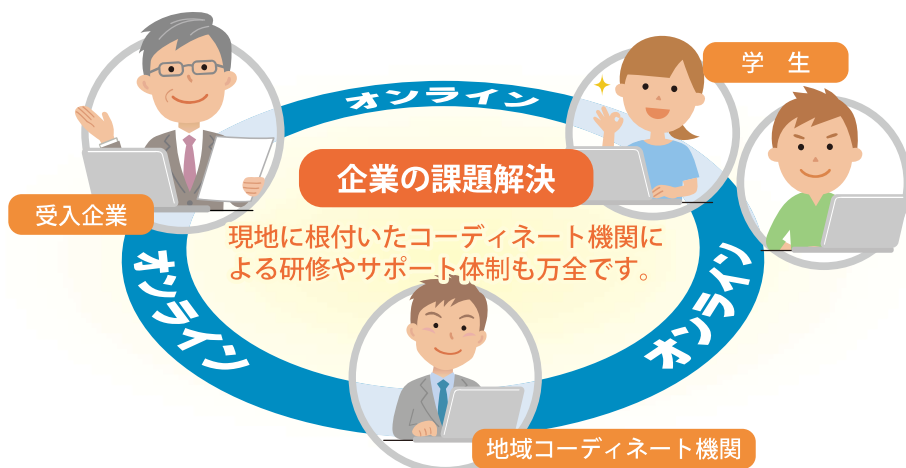 オンライン
学 生
企業の課題解決
受入企業
現地に根付いたコーディネート機関に
よる研修やサポート体制も万全です。
オンライン
オンライン
地域コーディネート機関